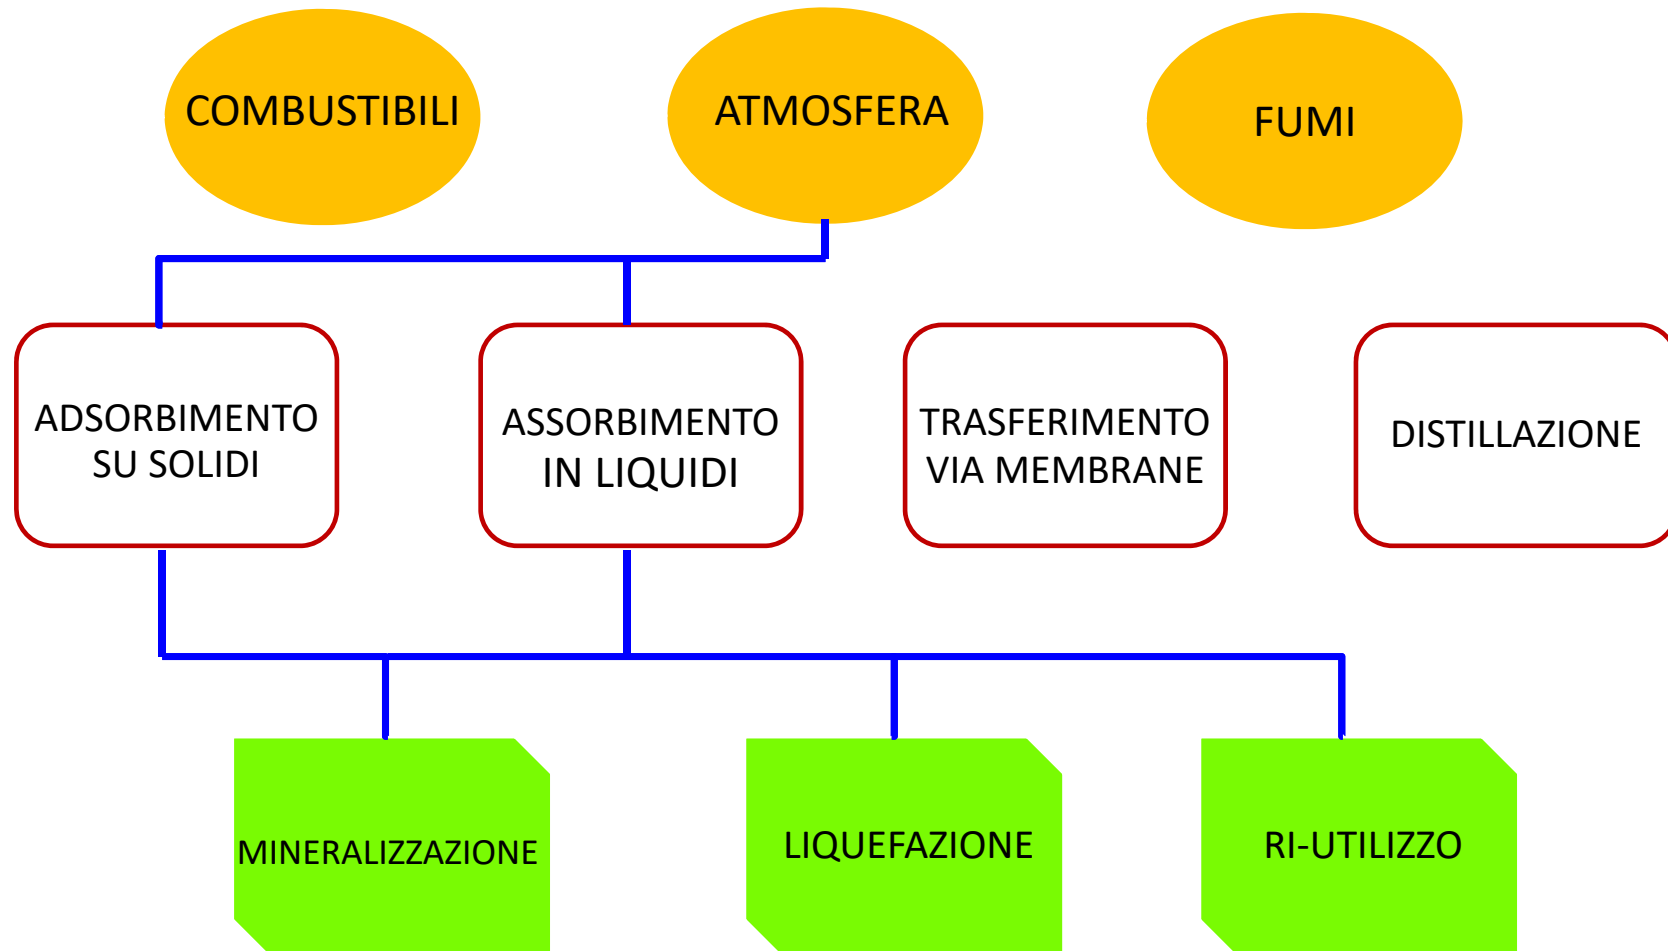 COMBUSTIBILI
ATMOSFERA
FUMI
ADSORBIMENTO
SU SOLIDI
ASSORBIMENTO
IN LIQUIDI
TRASFERIMENTO
VIA MEMBRANE
DISTILLAZIONE
MINERALIZZAZIONE
LIQUEFAZIONE
RI-UTILIZZO